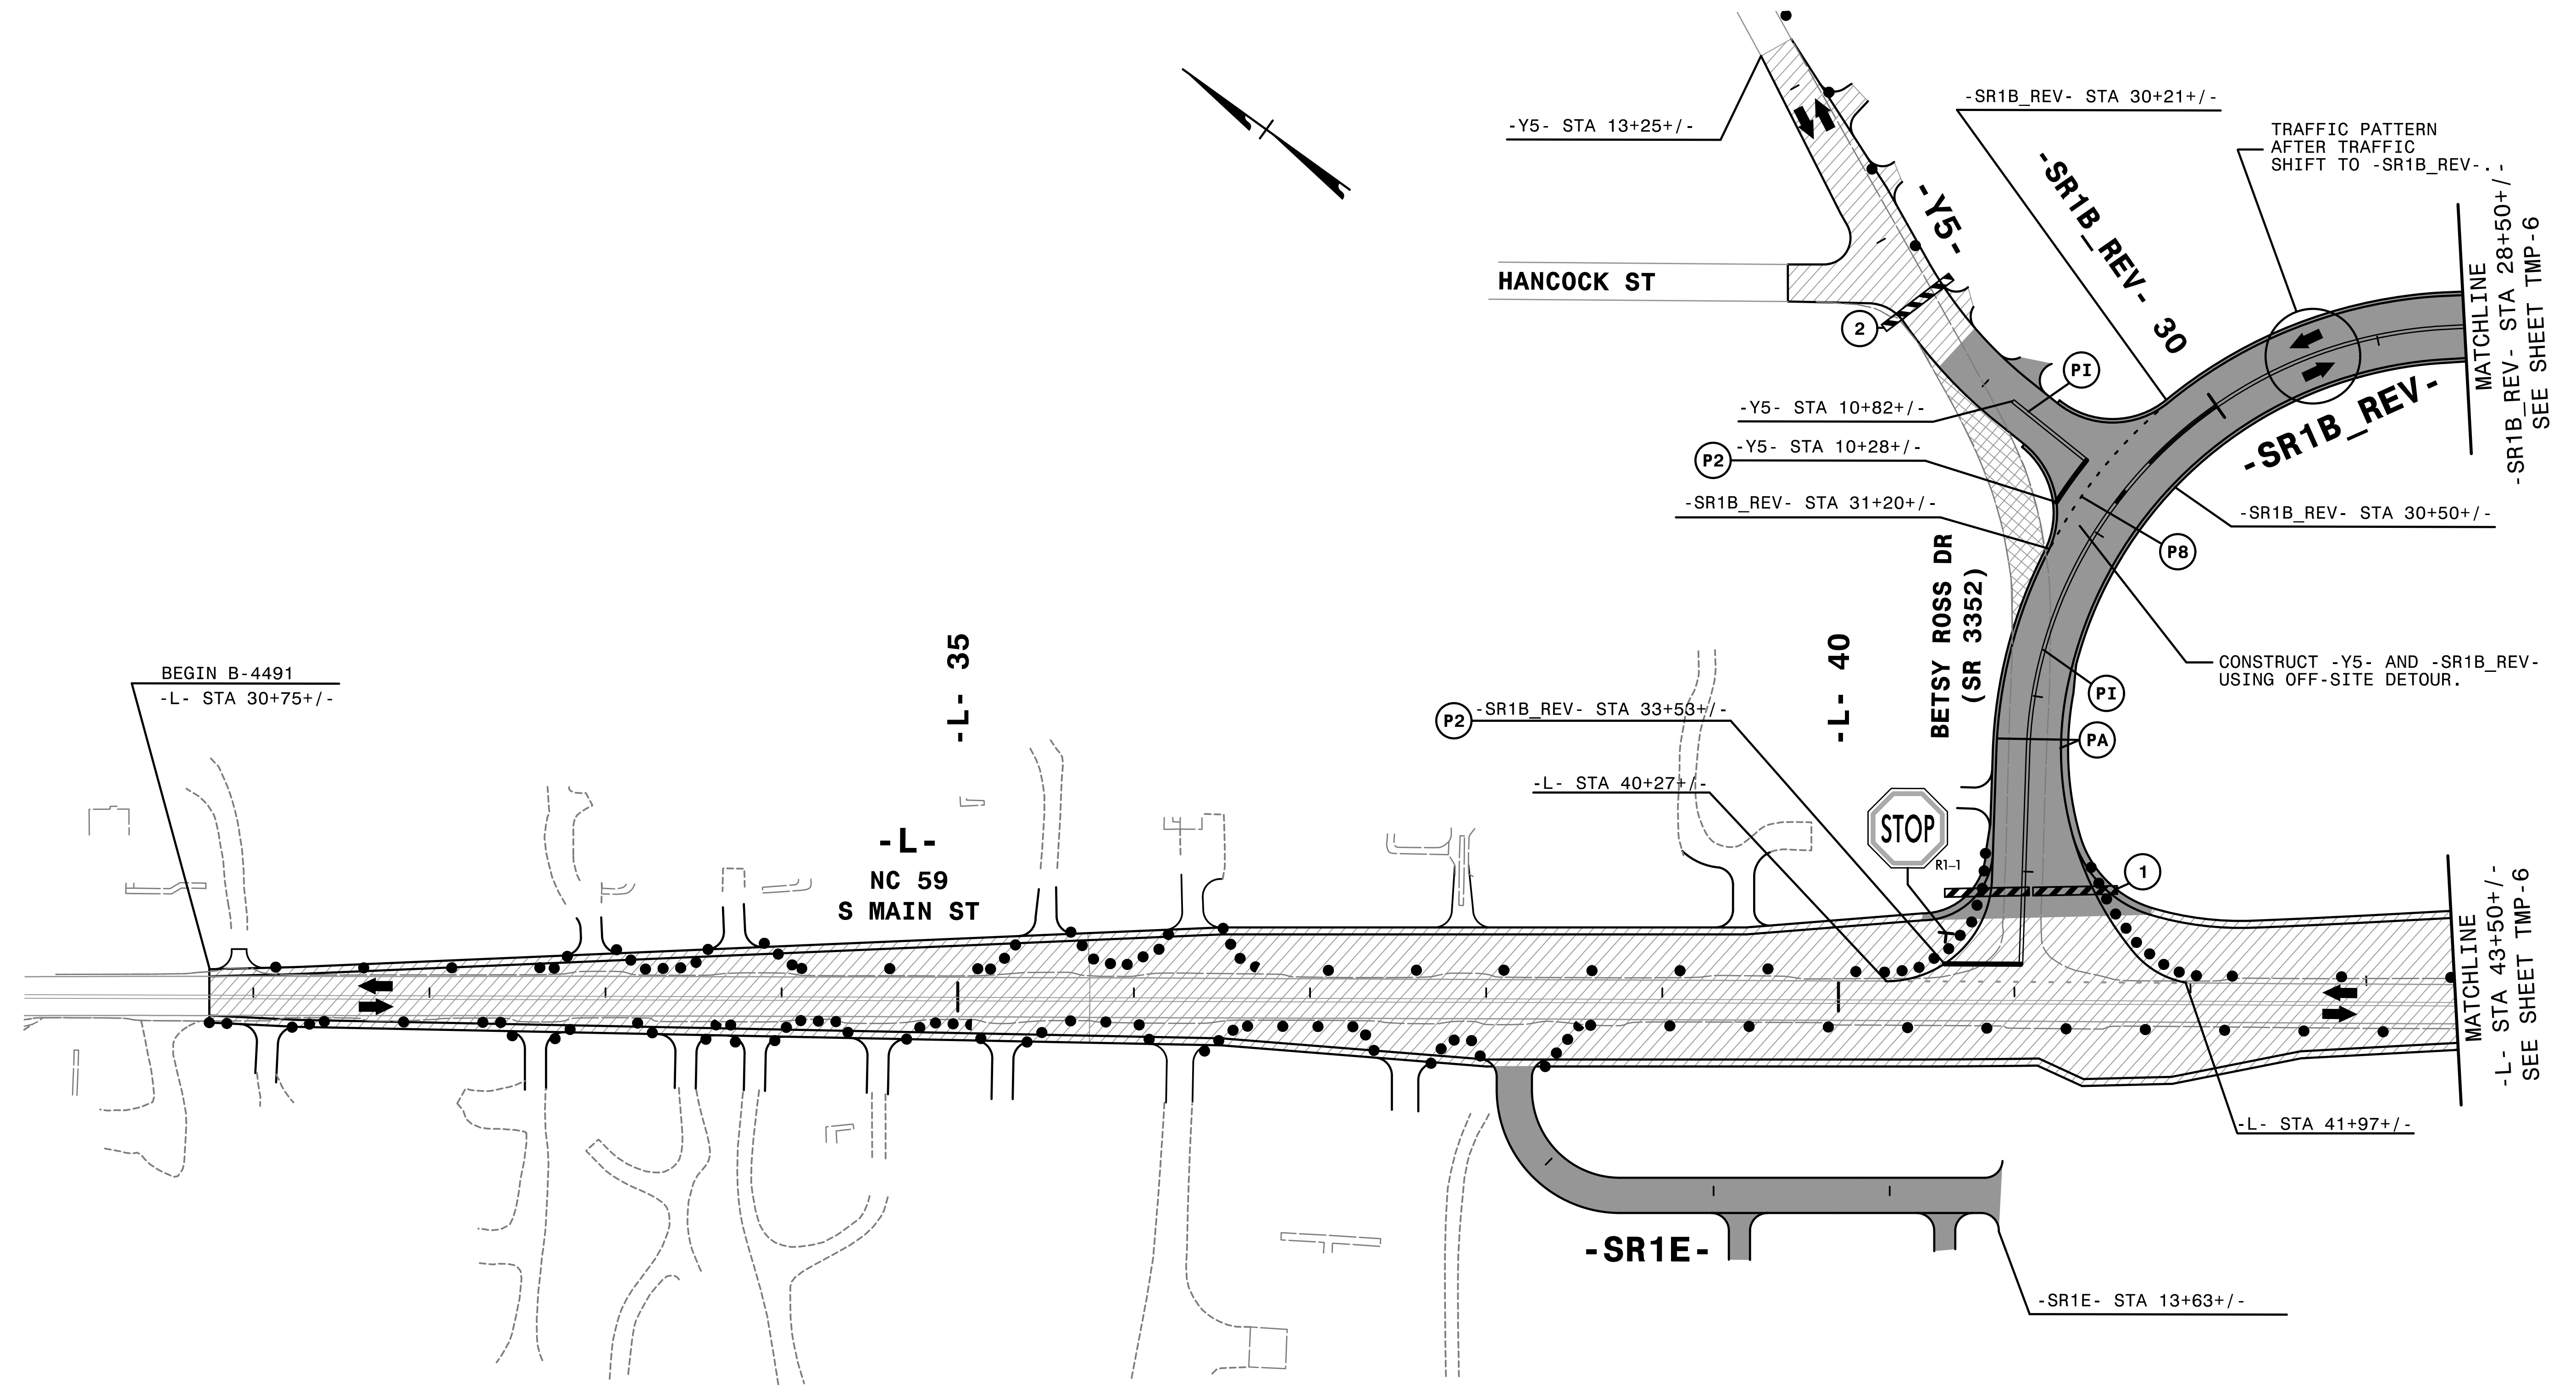 -Y5- STA 13+25+/-
-SR1B_REV- STA 30+21+/-
TRAFFIC PATTERN
AFTER TRAFFIC
SHIFT TO -SR1B_REV-.
-Y5-
-SR1B_REV- 30
HANCOCK ST
2
MATCHLINE
-SR1B_REV- STA 28+50+/-
SEE SHEET TMP-6
PI
-Y5- STA 10+82+/-
-SR1B_REV-
P2
-Y5- STA 10+28+/-
-SR1B_REV- STA 31+20+/-
-SR1B_REV- STA 30+50+/-
P8
BETSY ROSS DR
(SR 3352)
CONSTRUCT -Y5- AND -SR1B_REV-
USING OFF-SITE DETOUR.
PI
PA
BEGIN B-4491
-L- STA 30+75+/-
-L- 35
-L- 40
P2
-SR1B_REV- STA 33+53+/-
-L- STA 40+27+/-
STOP
R1-1
1
-L-
NC 59
S MAIN ST
MATCHLINE
-L- STA 43+50+/-
SEE SHEET TMP-6
-L- STA 41+97+/-
-SR1E-
-SR1E- STA 13+63+/-